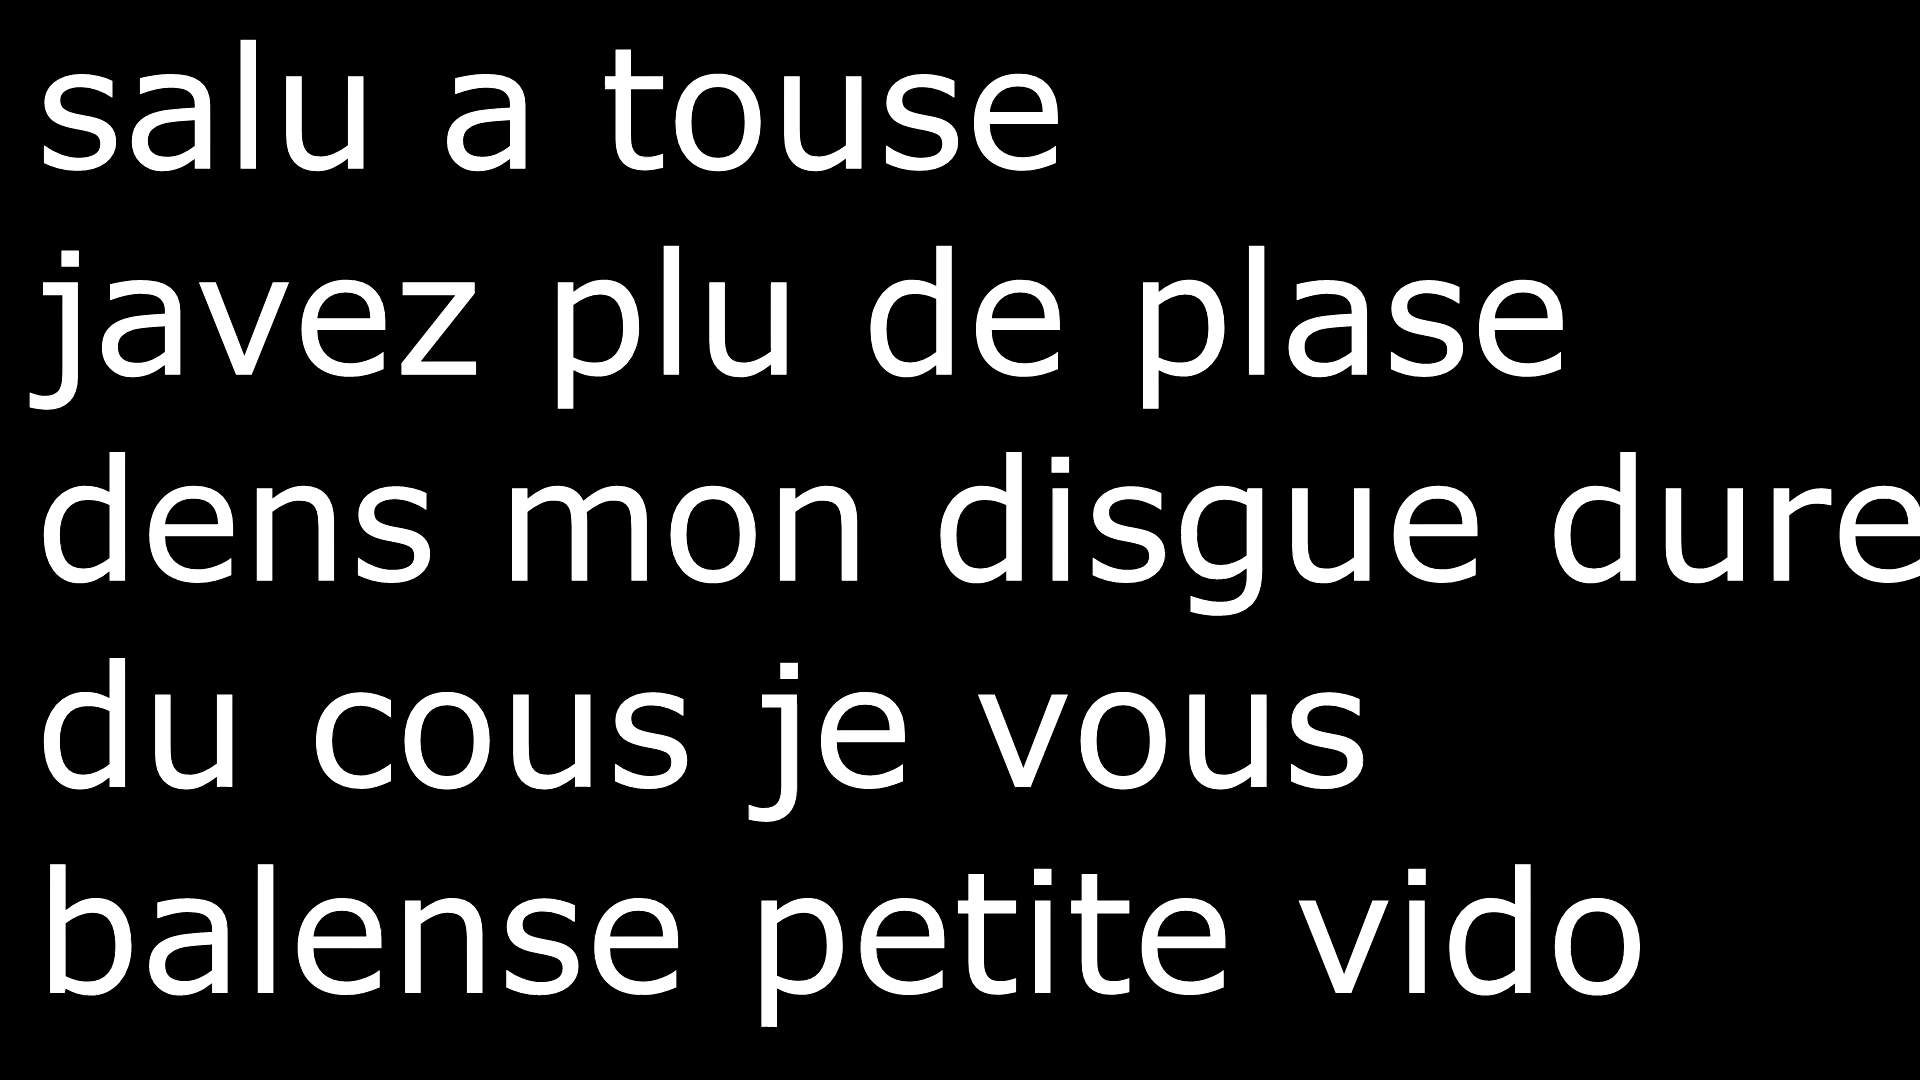 salu a touse
javez plu de plase
dens mon disgue dure
du cous je vous
balense petite vido